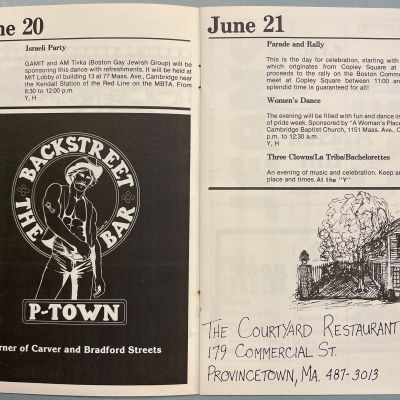 ne 20
Israeli Party
GAMIT and AM Tivka (Boston Gay Jewish Group) will be
sponsoring this dance with refreshments. It will be held at
MIT Lobby of building 13 at 77 Mass. Ave., Cambridge near
the Kendall Station of the Red Line on the MBTA. From
8:30 to 12:00 p.m.
Y, H
THE BACKSTREET BAR
P-TOWN
rner of Carver and Bradford Streets
June 21
Parade and Rally
This is the day for celebration, starting with
which originates from Copley Square at
proceeds to the rally on the Boston Commo
meet at Copley Square between 11:00 an
splendid time is guaranteed for all!
Women's Dance
The evening will be filled with fun and dance in
of pride week. Sponsored by "A Woman's Place
Cambridge Baptist Church, 1151 Mass. Ave., C
p.m. to 12:30 a.m.
Y, H
Three Clowns/La Triba/Bachelorettes
An evening of music and celebration. Keep an
place and times. At the "Y"
THE COURTYARD RESTAURANT
179 COMMERCIAL ST.
PROVINCETOWN, MA. 487-3013